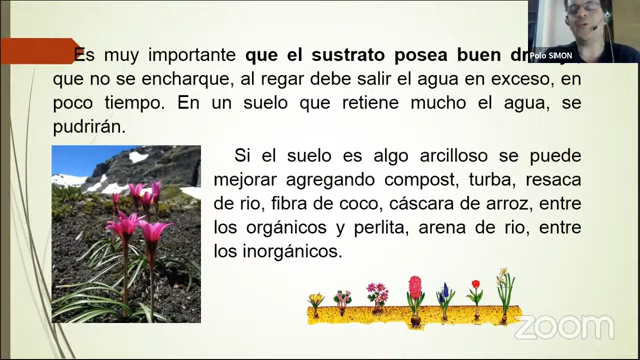 Es muy importante que el sustrato posea buen
que no se encharque, al regar debe salir el agua en exceso, en
poco tiempo. En un suelo que retiene mucho el agua, se
pudrirán.
Si el suelo es algo arcilloso se puede
mejorar agregando compost, turba, resaca
de rio, fibra de coco, cáscara de arroz, entre
los orgánicos y perlita, arena de rio, entre
los inorgánicos.
Polo SIMON
zoom